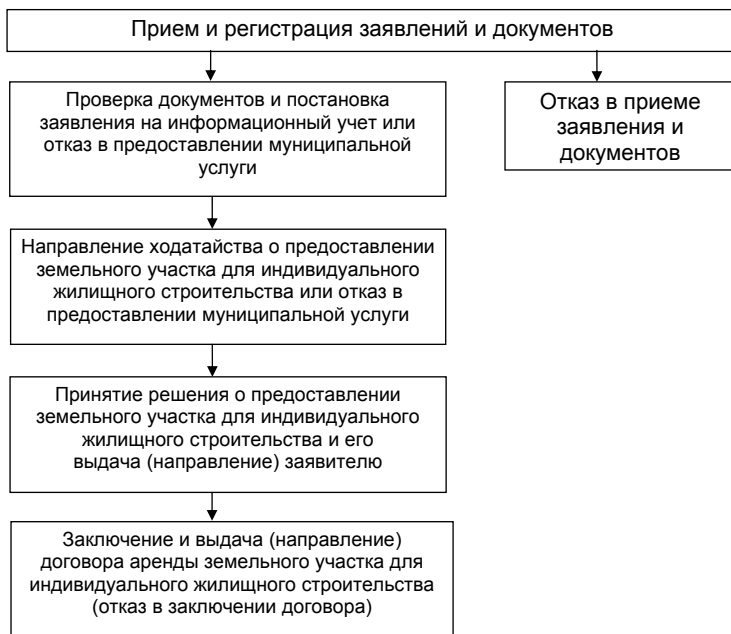 Прием и регистрация заявлений и документов
Проверка документов и постановка
заявления на информационный учет или
отказ в предоставлении муниципальной
услуги
Отказ в приеме
заявления и
документов
Направление ходатайства о предоставлении
земельного участка для индивидуального
жилищного строительства или отказ в
предоставлении муниципальной услуги
Принятие решения о предоставлении
земельного участка для индивидуального
жилищного строительства и его
выдача (направление) заявителю
Заключение и выдача (направление)
договора аренды земельного участка для
индивидуального жилищного строительства
(отказ в заключении договора)